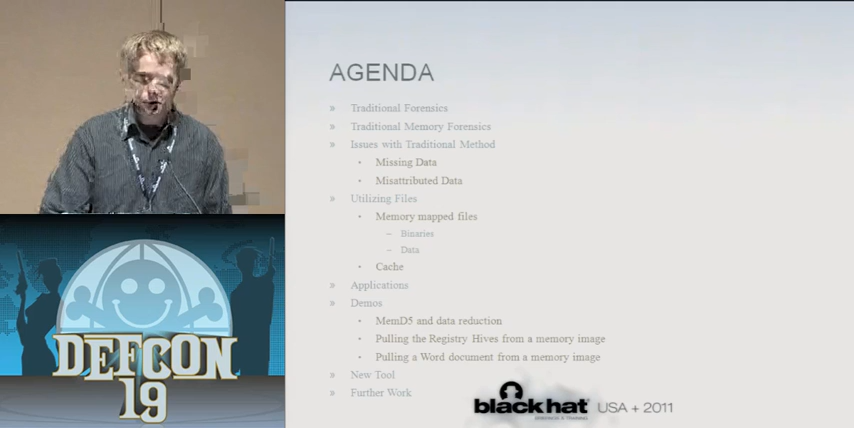 AGENDA
» Traditional Forensics
» Traditional Memory Forensics
» Issues with Traditional Method
• Missing Data
• Misattributed Data
» Utilizing Files
• Memory mapped files
– Binaries
– Data
• Cache
» Applications
» Demos
• MemD5 and data reduction
• Pulling the Registry Hives from a memory image
• Pulling a Word document from a memory image
» New Tool
» Further Work
black hat USA + 2011
DEFCON
19